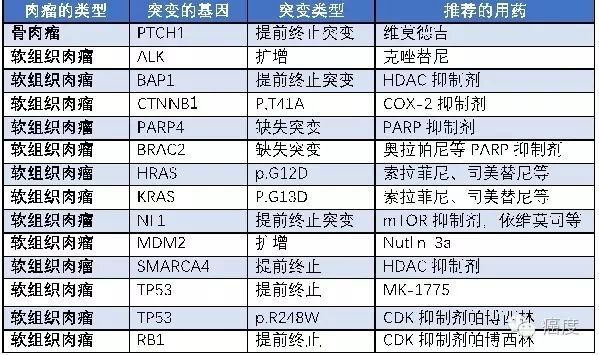 肉瘤的类型 突变的基因 突变类型 推荐的用药
骨肉瘤 PTCH1 提前终止突变 维莫德吉
软组织肉瘤 ALK 扩增 克唑替尼
软组织肉瘤 BAP1 提前终止突变 HDAC 抑制剂
软组织肉瘤 CTNNB1 P.T41A COX-2 抑制剂
软组织肉瘤 PARP4 缺失突变 PARP 抑制剂
软组织肉瘤 BRAC2 缺失突变 奥拉帕尼等 PARP 抑制剂
软组织肉瘤 HRAS p.G12D 索拉菲尼、司美替尼等
软组织肉瘤 KRAS P.G13D 索拉菲尼、司美替尼等
软组织肉瘤 NF1 提前终止突变 mTOR 抑制剂，依维莫司等
软组织肉瘤 MDM2 扩增 Nutlin-3a
软组织肉瘤 SMARCA4 提前终止 HDAC 抑制剂
软组织肉瘤 TP53 提前终止 MK-1775
软组织肉瘤 TP53 p.R248W CDK 抑制剂帕博西林
软组织肉瘤 RB1 提前终止 CDK 抑制剂帕博西林
癌度